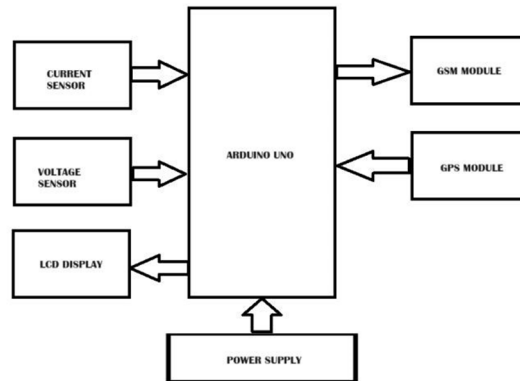 CURRENT
SENSOR
GSM MODULE
ARDUINO UNO
VOLTAGE
SENSOR
GPS MODULE
LCD DISPLAY
POWER SUPPLY